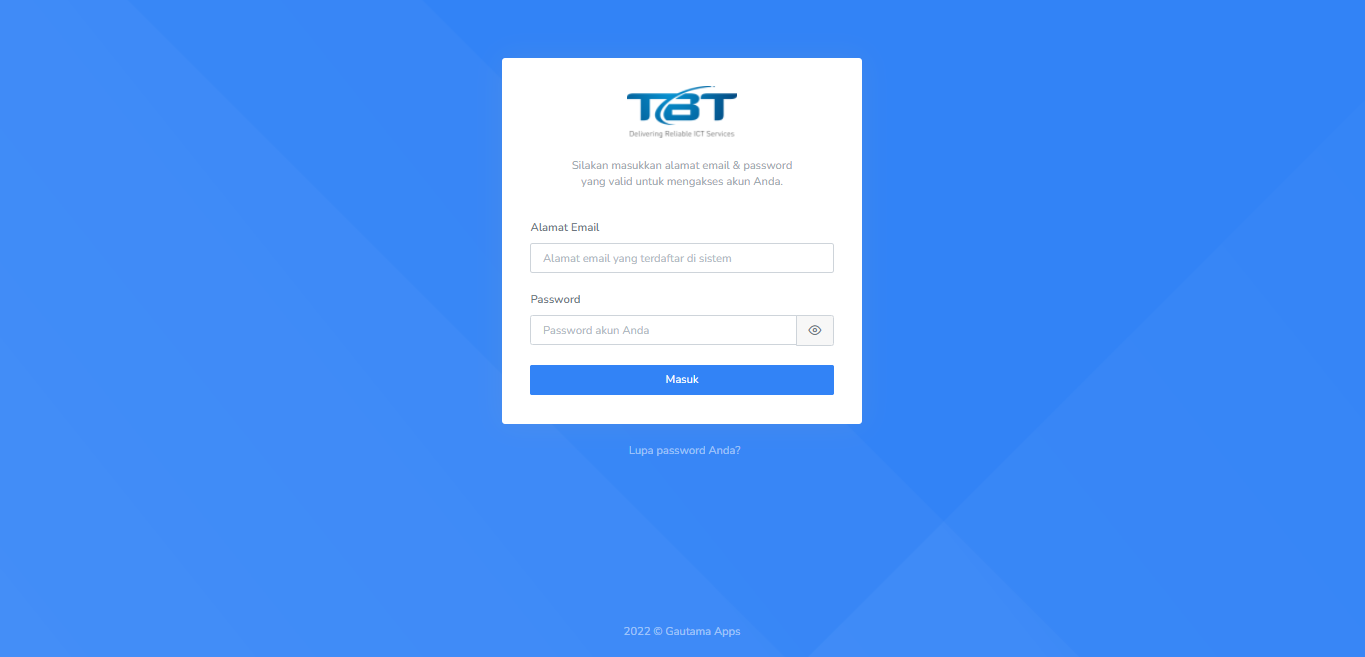 TBT
Delivering Reliable ICT Services
Silakan masukkan alamat email & password
yang valid untuk mengakses akun Anda.
Alamat Email
Alamat email yang terdaftar di sistem
Password
Password akun Anda
Masuk
Lupa password Anda?
2022 © Gautama Apps